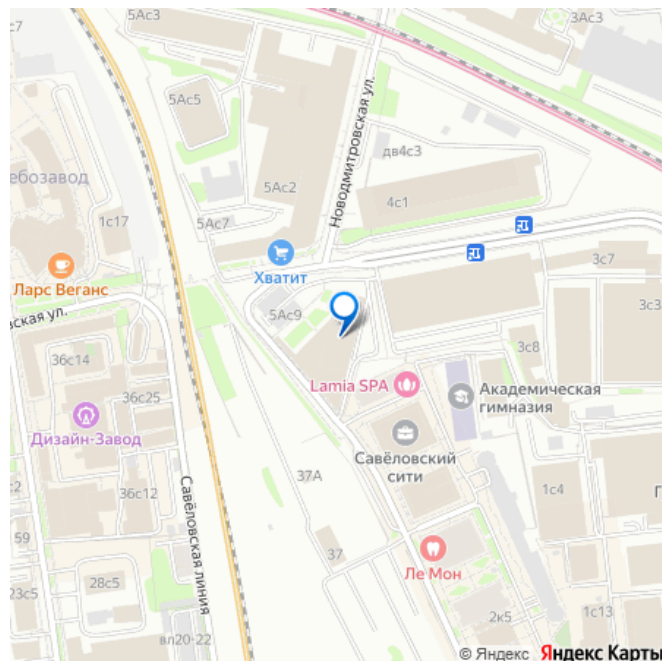 5Ас3
3Ас3
5Ас5
Новодмитровская ул.
дв4с3
ебозавод
5Ас2
4с1
1с17
5Ас7
Хватит
3с7
Ларс Веганс
вская ул.
5Ас9
3с3
36с14
3с8
Lamia SPA
Академическая
гимназия
36с25
Дизайн-Завод
Савёловский
сити
37А
36с12
с2
1с4
Г
59
Савёловская линия
37
Ле Мон
23с5
28с5
2к5
1с13
вл20-22
© Яндекс Яндекс Карты